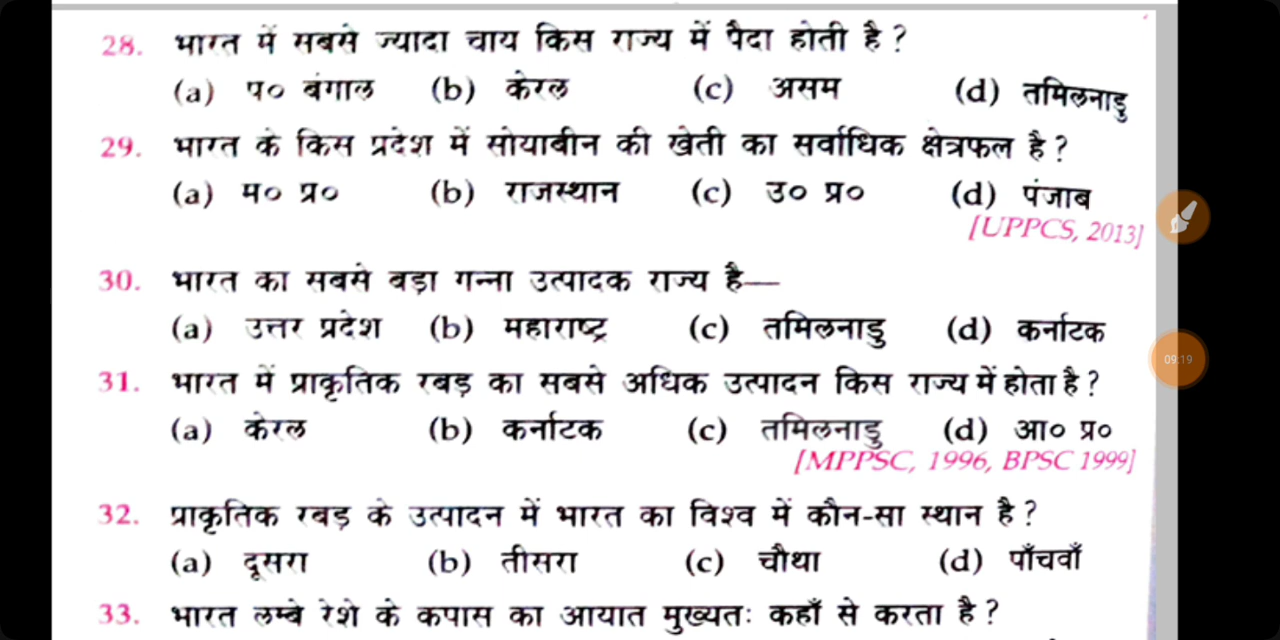 28. भारत में सबसे ज्यादा चाय किस राज्य में पैदा होती है ?
(a) प० बंगाल (b) केरल (c) असम (d) तमिलनाडु
29. भारत के किस प्रदेश में सोयाबीन की खेती का सर्वाधिक क्षेत्रफल है ?
(a) म० प्र० (b) राजस्थान (c) उ० प्र० (d) पंजाब
[UPPCS, 2013]
30. भारत का सबसे बड़ा गन्ना उत्पादक राज्य है—
(a) उत्तर प्रदेश (b) महाराष्ट्र (c) तमिलनाडु (d) कर्नाटक
31. भारत में प्राकृतिक रबड़ का सबसे अधिक उत्पादन किस राज्य में होता है ?
(a) केरल (b) कर्नाटक (c) तमिलनाडु (d) आ० प्र०
[MPPSC, 1996, BPSC 1999]
32. प्राकृतिक रबड़ के उत्पादन में भारत का विश्व में कौन-सा स्थान है ?
(a) दूसरा (b) तीसरा (c) चौथा (d) पाँचवाँ
33. भारत लम्बे रेशे के कपास का आयात मुख्यतः कहाँ से करता है ?
09:19